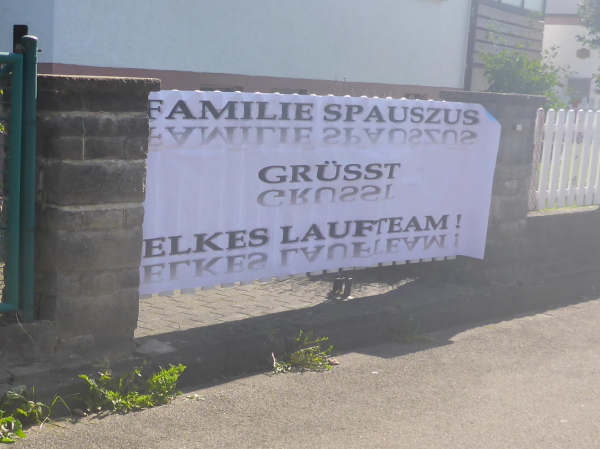 FAMILIE SPAUSZUS
GRÜSST
ELKES LAUFTEAM !